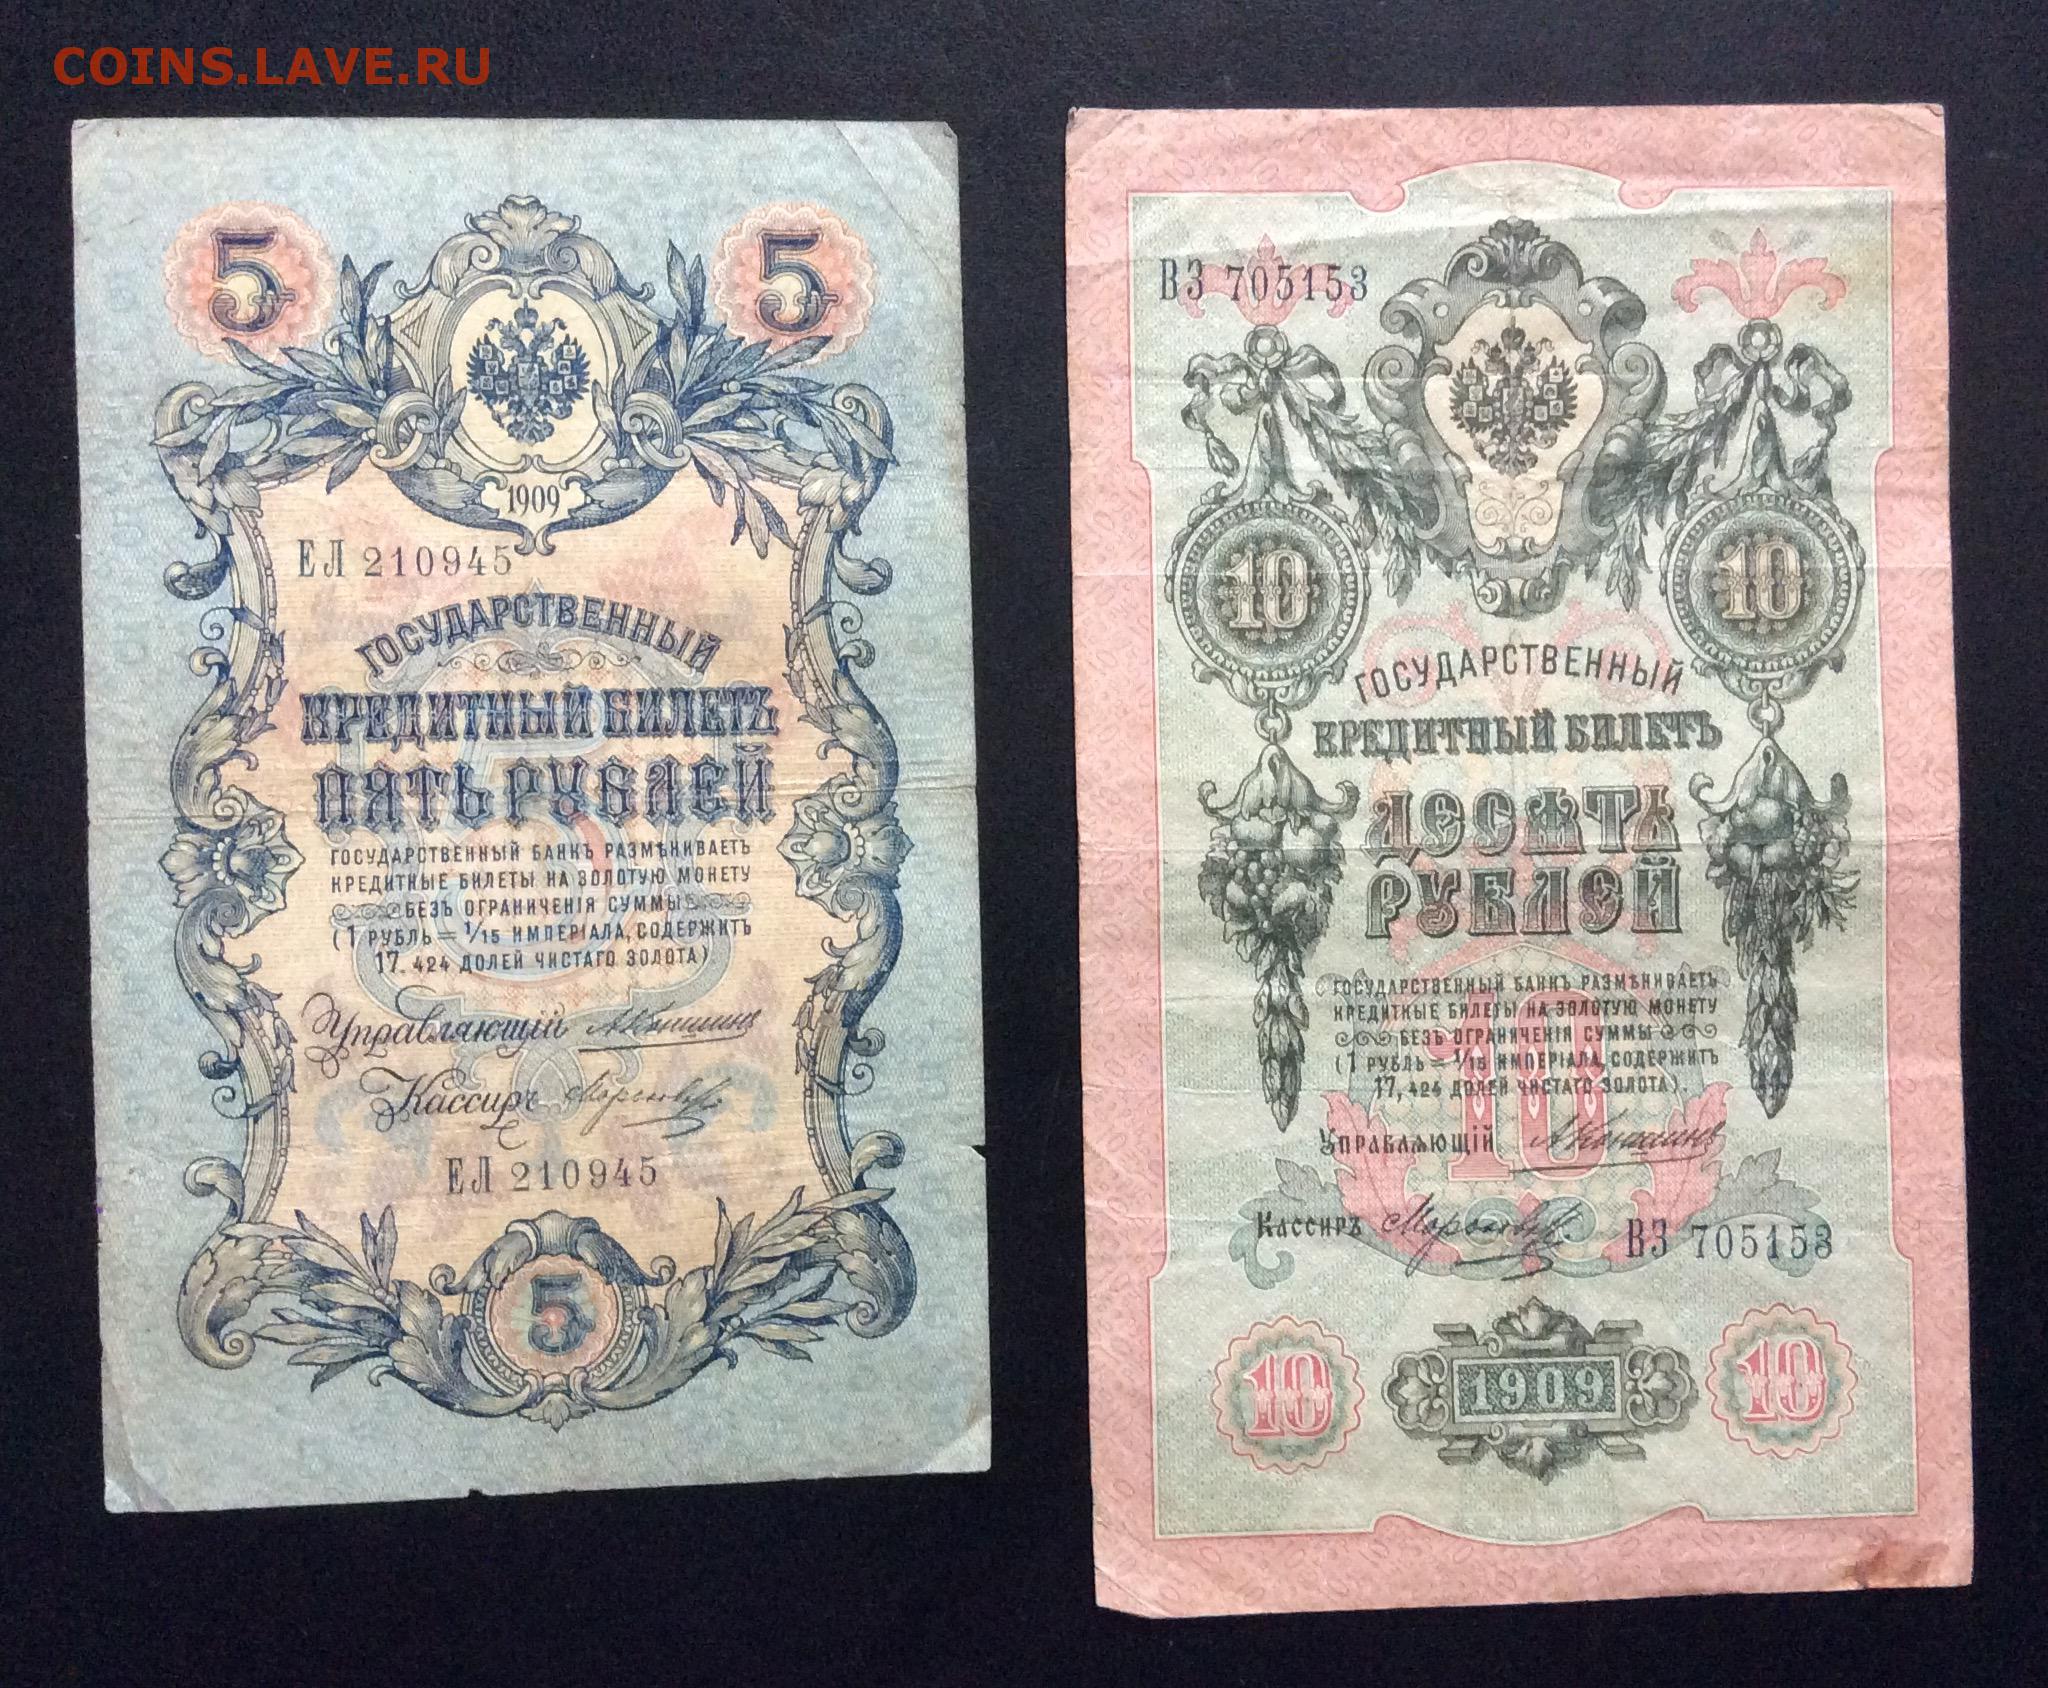 COINS.LAVE.RU
5 5
1909
ЕЛ 210945
ГОСУДАРСТВЕННЫЙ
КРЕДИТНЫЙ БИЛЕТЪ
ПЯТЬ РУБЛЕЙ
ГОСУДАРСТВЕННЫЙ БАНКЪ РАЗМѢНИВАЕТЪ
КРЕДИТНЫЕ БИЛЕТЫ НА ЗОЛОТУЮ МОНЕТУ
БЕЗЪ ОГРАНИЧЕНІЯ СУММЫ
(1 РУБЛЬ = 1/15 ИМПЕРІАЛА, СОДЕРЖИТЪ
17.424 ДОЛЕЙ ЧИСТАГО ЗОЛОТА).
Управляющій АКоншинъ
Кассиръ
ЕЛ 210945
5
ВЗ 705153
10 10
ГОСУДАРСТВЕННЫЙ
КРЕДИТНЫЙ БИЛЕТЪ
ДЕСЯТЬ
РУБЛЕЙ
ГОСУДАРСТВЕННЫЙ БАНКЪ РАЗМѢНИВАЕТЪ
КРЕДИТНЫЕ БИЛЕТЫ НА ЗОЛОТУЮ МОНЕТУ
БЕЗЪ ОГРАНИЧЕНІЯ СУММЫ
(1 РУБЛЬ = 1/15 ИМПЕРІАЛА, СОДЕРЖИТЪ
17,424 ДОЛЕЙ ЧИСТАГО ЗОЛОТА).
10
Управляющій АКоншинъ
Кассиръ ВЗ 705153
10 1909 10